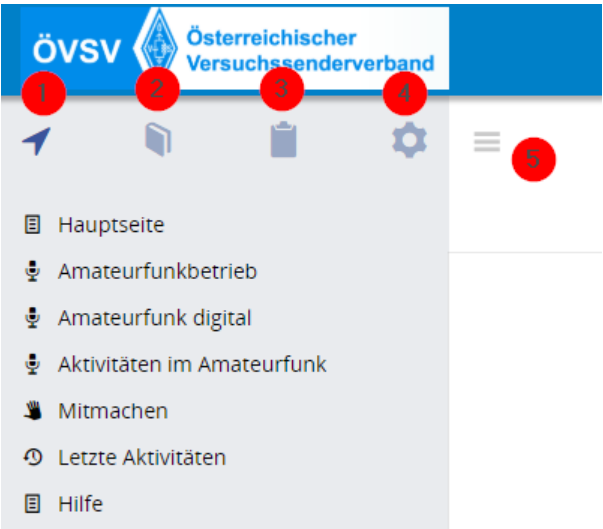 ÖVSV
Österreichischer
Versuchssenderverband
1
2
3
4
5
Hauptseite
Amateurfunkbetrieb
Amateurfunk digital
Aktivitäten im Amateurfunk
Mitmachen
Letzte Aktivitäten
Hilfe